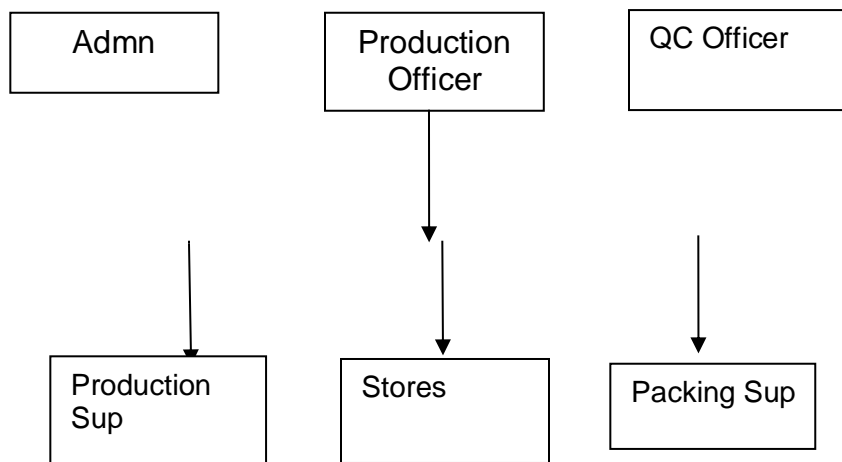 Admn
Production
Officer
QC Officer
Production
Sup
Stores
Packing Sup